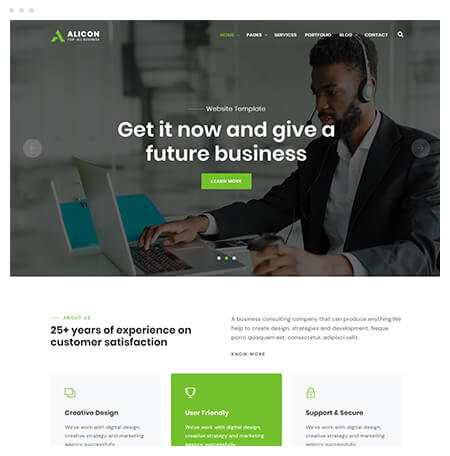 ALICON
FOR ALL BUSINESS
HOME PAGES SERVICES PORTFOLIO BLOG CONTACT
Website Template
Get it now and give a
future business
LEARN MORE
ABOUT US
25+ years of experience on
customer satisfaction
A business consulting company that can produce anything.We
help to create design, strategies and development. Neque
porro quisquam est, consectetur, adipisci velit.
KNOW MORE
Creative Design
We've work with digital design,
creative strategy and marketing
agency successfully.
User Friendly
We've work with digital design,
creative strategy and marketing
agency successfully.
Support & Secure
We've work with digital design,
creative strategy and marketing
agency successfully.